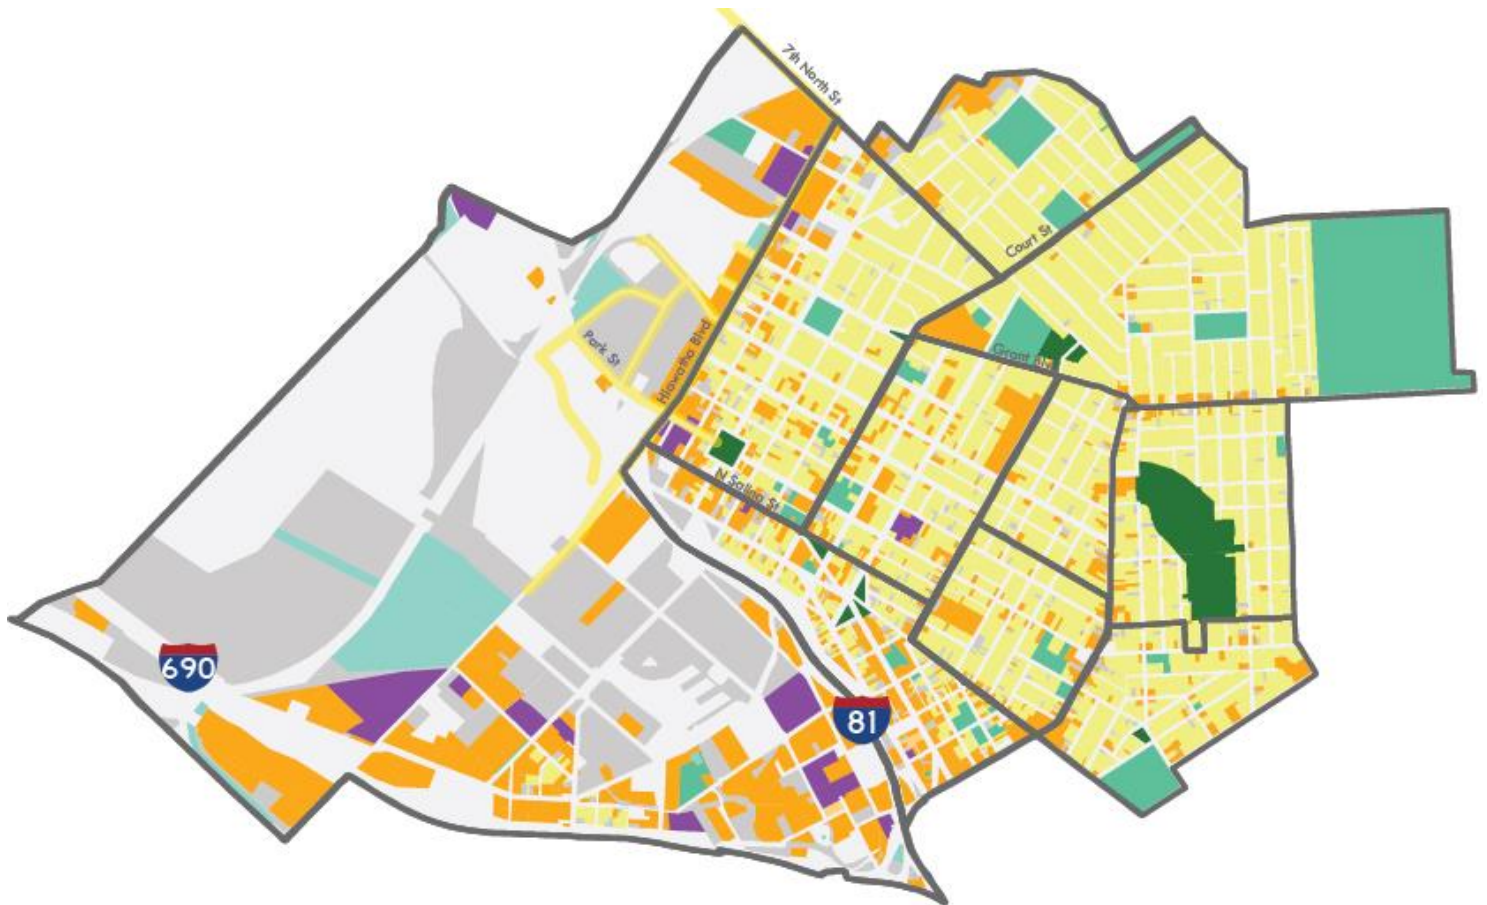 7th North St
Court St
Grant Blvd
Park St
Hiawatha Blvd
N Salina St
690
81